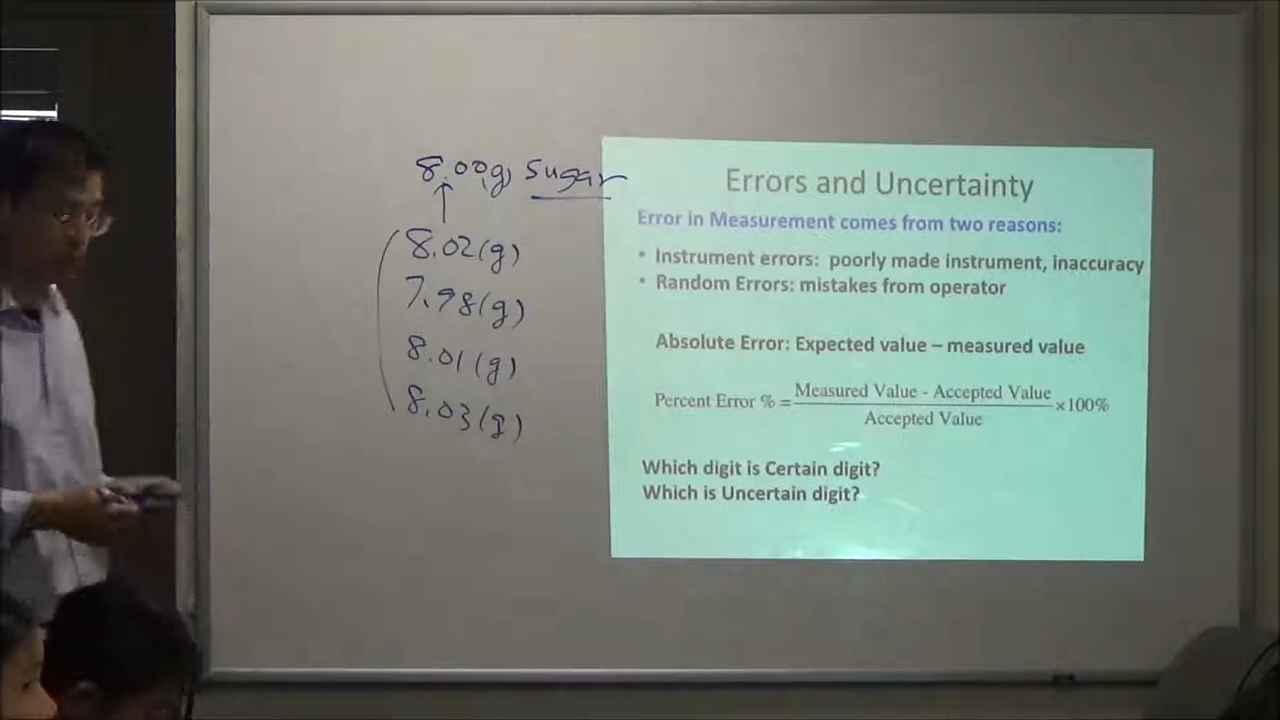 8.00g, Sugar
8.02(g)
7.98(g)
8.01(g)
8.03(g)
Errors and Uncertainty
Error in Measurement comes from two reasons:
• Instrument errors: poorly made instrument, inaccuracy
• Random Errors: mistakes from operator
Absolute Error: Expected value – measured value
Percent Error % = Measured Value - Accepted Value / Accepted Value ×100%
Which digit is Certain digit?
Which is Uncertain digit?